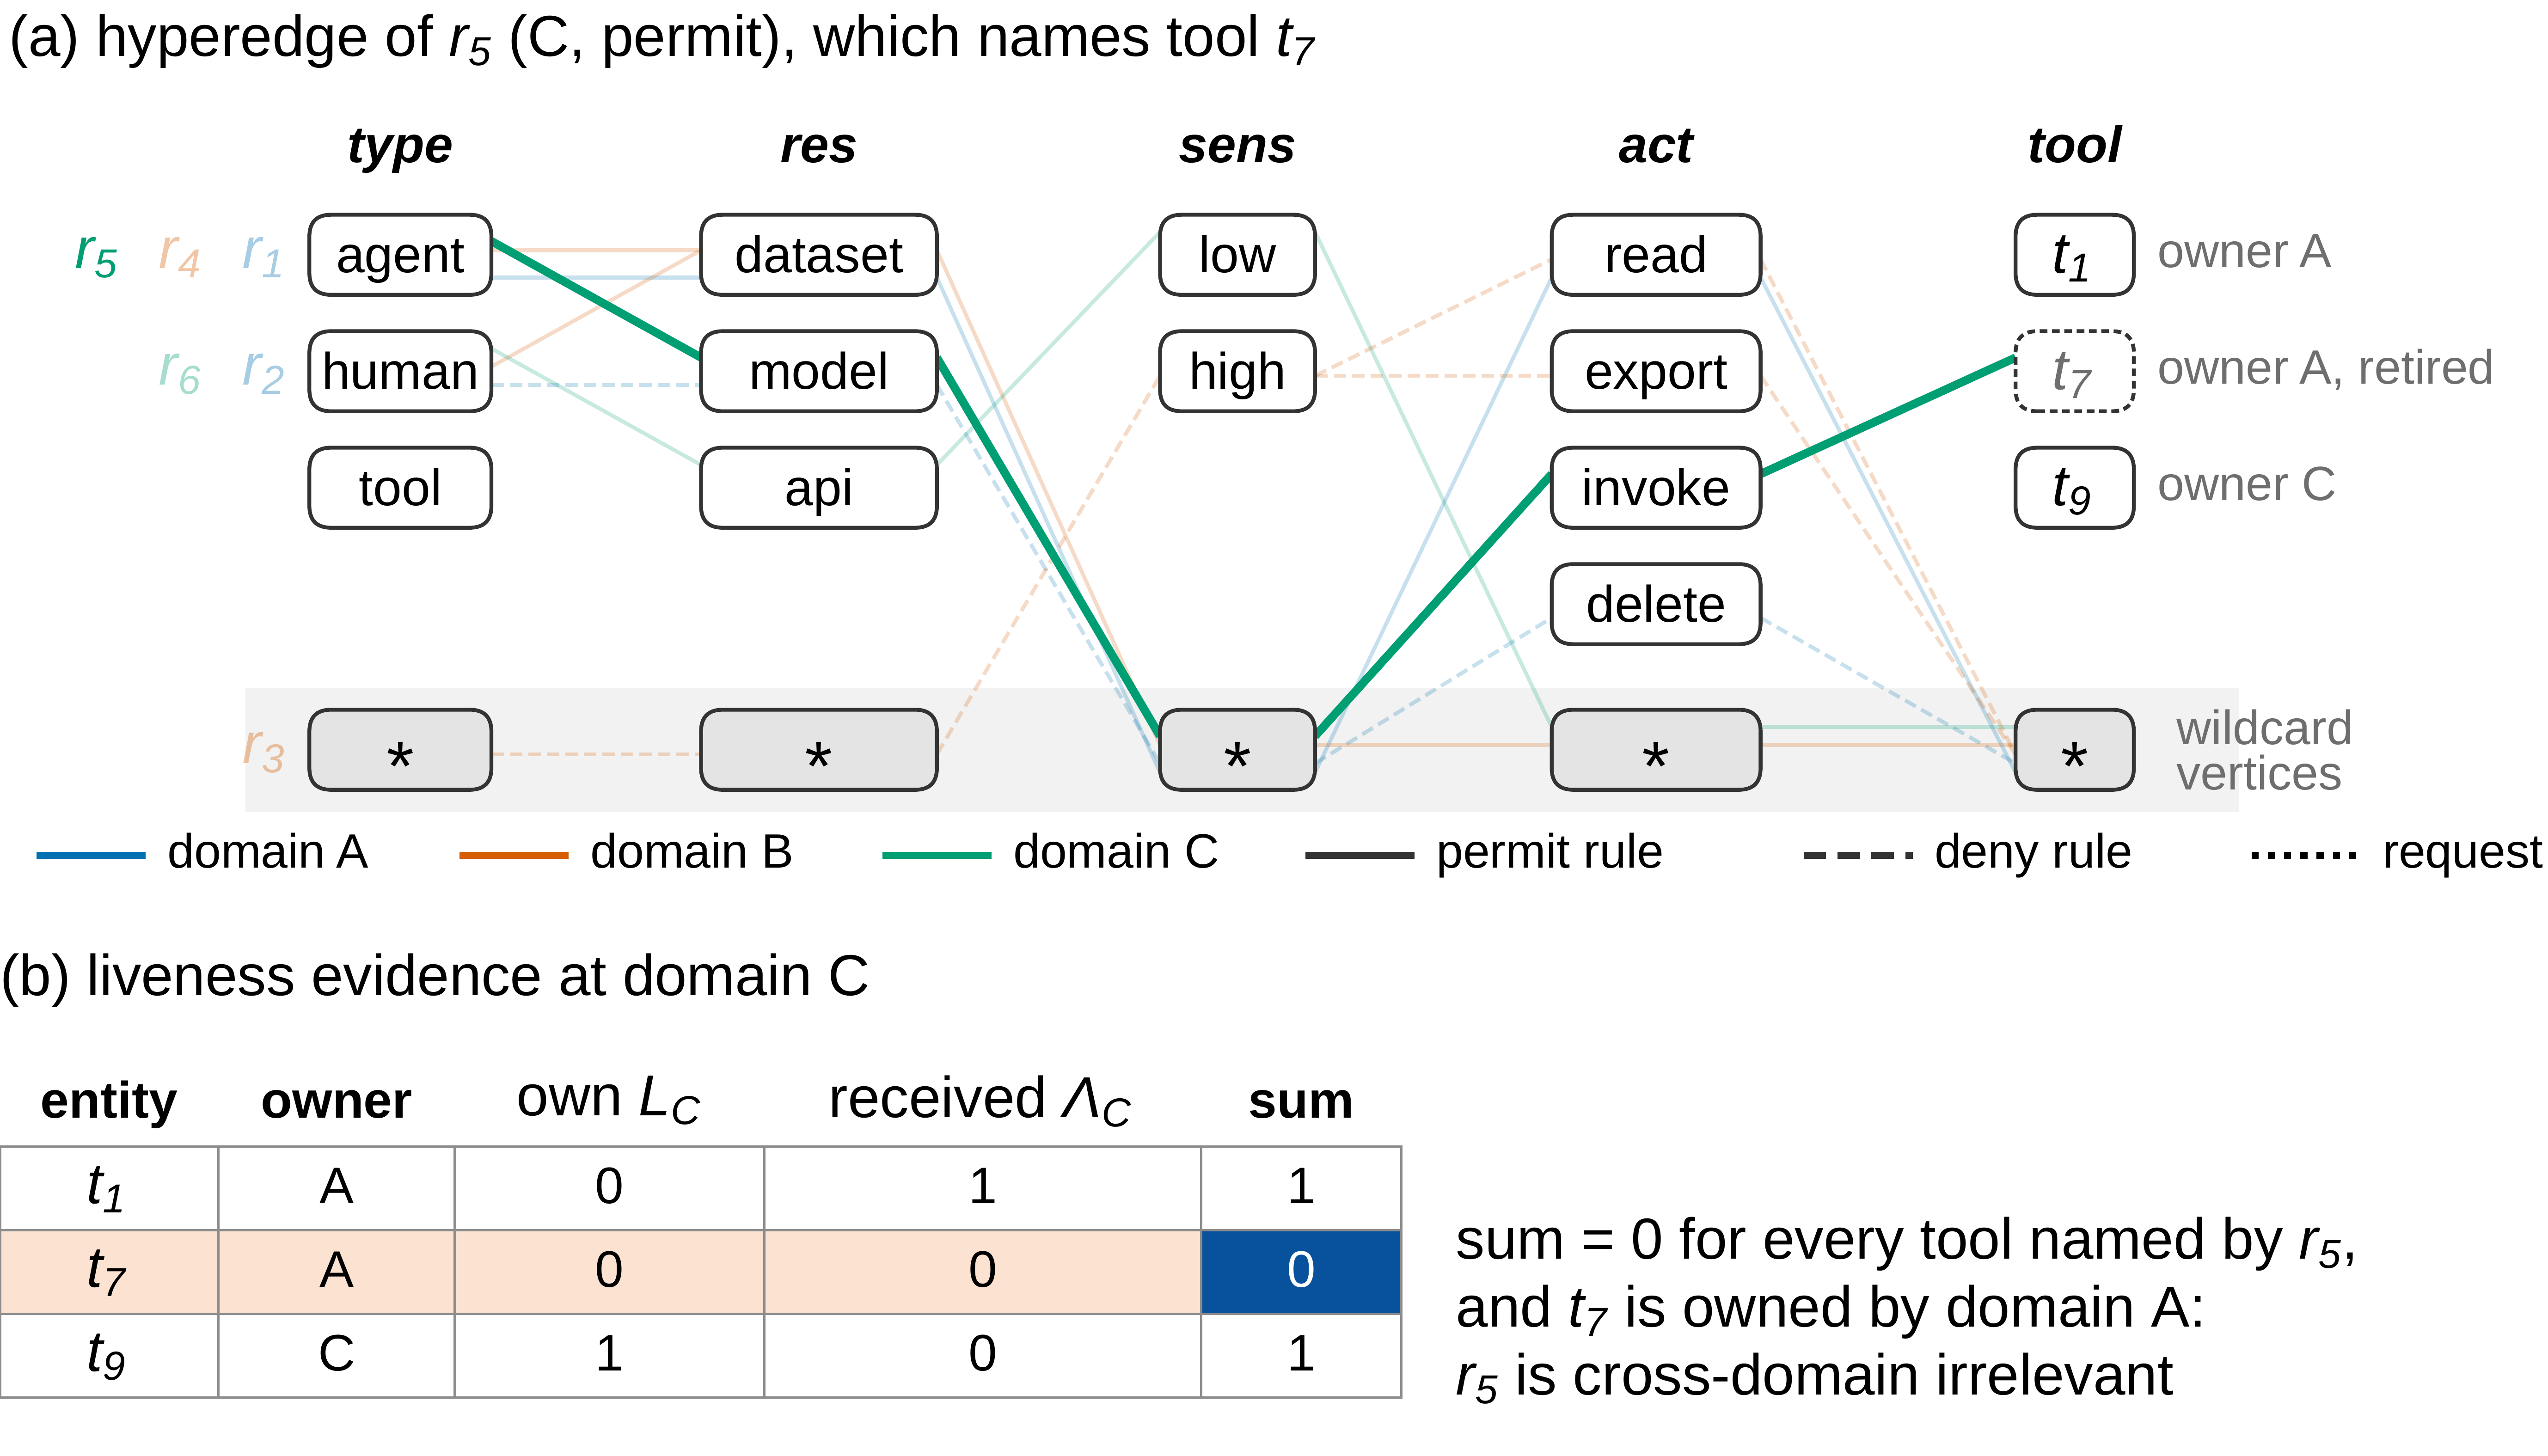 (a) hyperedge of r5 (C, permit), which names tool t7
type res sens act tool
r5 r4 r1 agent dataset low read t1 owner A
r6 r2 human model high export t7 owner A, retired
tool api invoke t9 owner C
delete
r3 * * * * * wildcard
vertices
domain A domain B domain C permit rule deny rule request
(b) liveness evidence at domain C
entity owner own LC received ΛC sum
t1 A 0 1 1
t7 A 0 0 0
t9 C 1 0 1
sum = 0 for every tool named by r5,
and t7 is owned by domain A:
r5 is cross-domain irrelevant